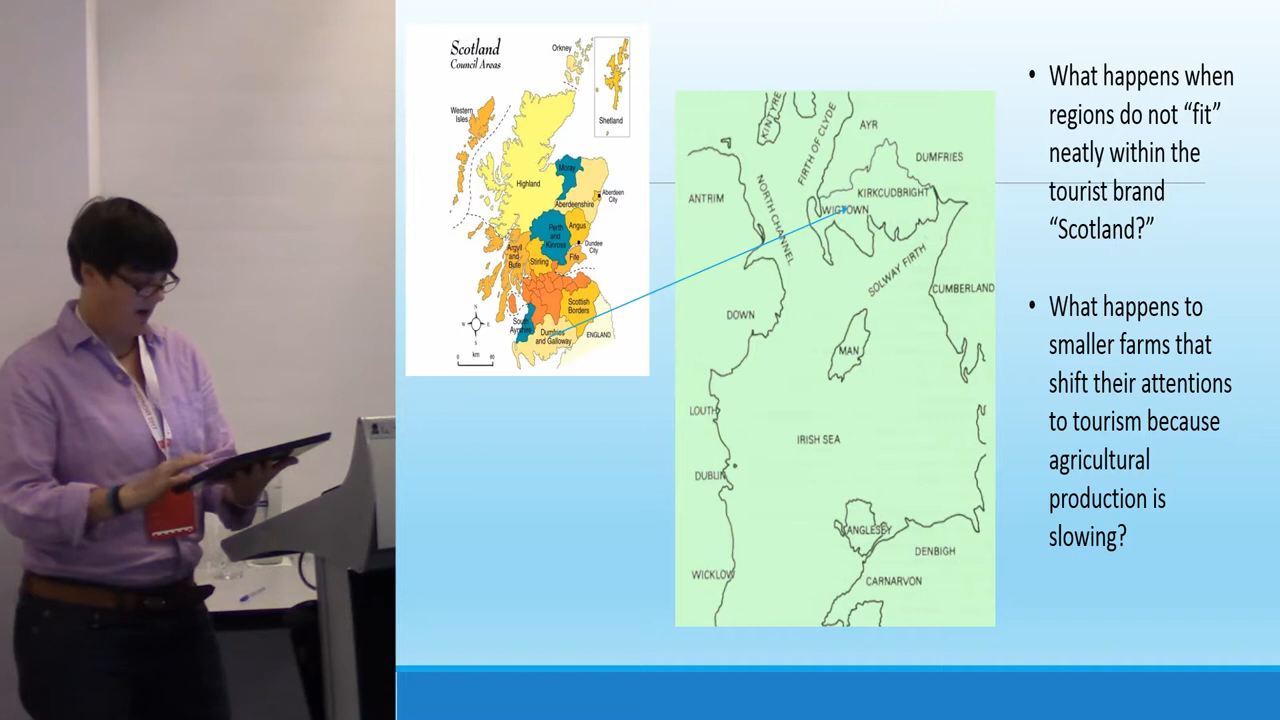 Scotland
Council Areas
Orkney
Shetland
Western
Isles
Highland
Moray
Aberdeen
City
Aberdeenshire
Perth
and
Kinross
Angus
Dundee
City
Argyll
and
Bute
Stirling
Fife
Scottish
Borders
South
Ayrshire
Dumfries
and Galloway
ENGLAND
N
W
E
S
km
0
80
KINTYRE
FIRTH OF CLYDE
AYR
DUMFRIES
ANTRIM
NORTH CHANNEL
KIRKCUDBRIGHT
WIGTOWN
SOLWAY FIRTH
CUMBERLAND
DOWN
MAN
LOUTH
IRISH SEA
DUBLIN
ANGLESEY
DENBIGH
WICKLOW
CARNARVON
• What happens when
regions do not “fit”
neatly within the
tourist brand
“Scotland?”
• What happens to
smaller farms that
shift their attentions
to tourism because
agricultural
production is
slowing?